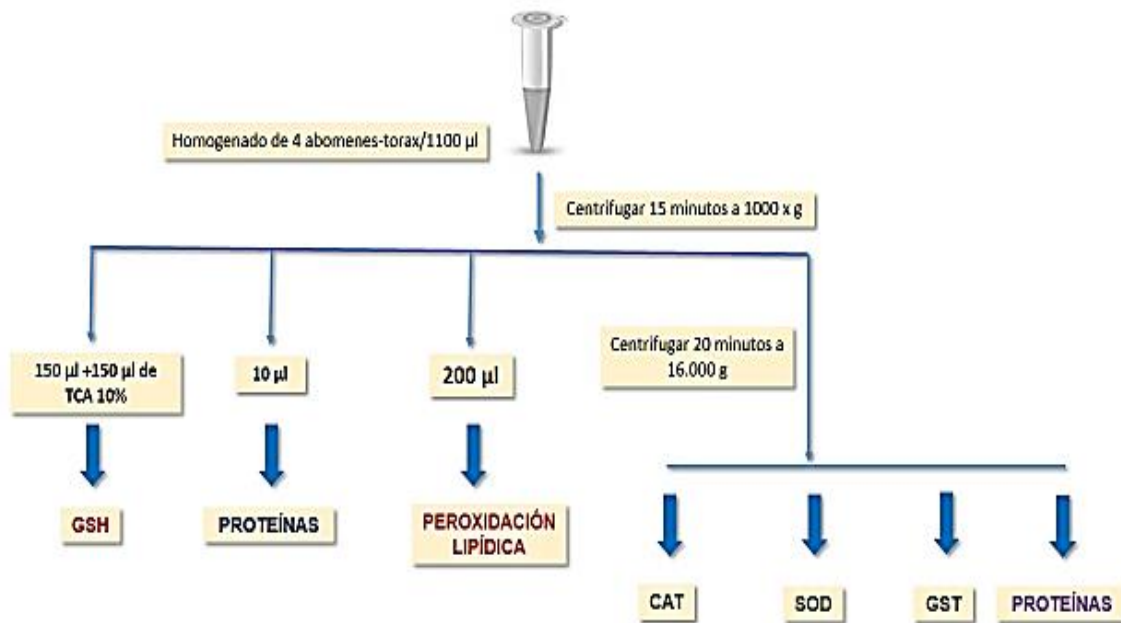 Homogenado de 4 abomenes-torax/1100 µl
Centrifugar 15 minutos a 1000 x g
150 µl +150 µl de
TCA 10%
10 µl
200 µl
Centrifugar 20 minutos a
16.000 g
GSH
PROTEÍNAS
PEROXIDACIÓN
LIPÍDICA
CAT
SOD
GST
PROTEÍNAS